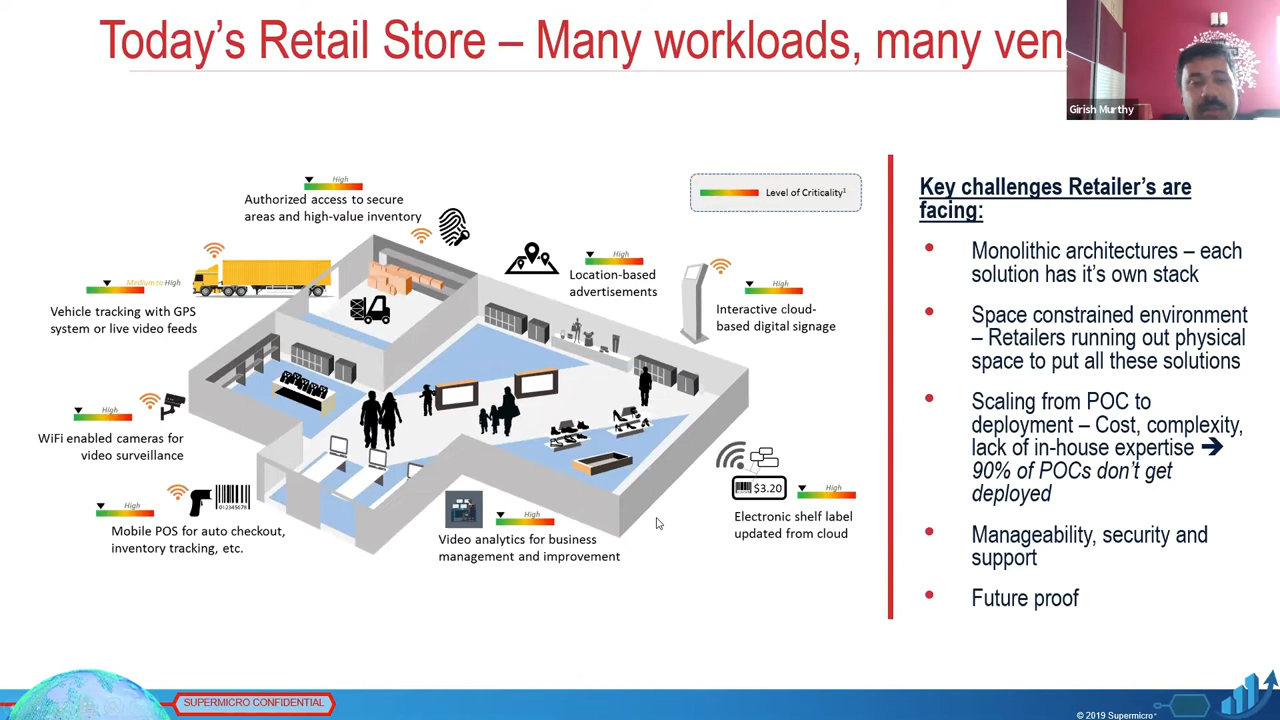 Today's Retail Store – Many workloads, many ven
Girish Murthy
High
Authorized access to secure
areas and high-value inventory
Level of Criticality¹
High
Location-based
advertisements
High
Interactive cloud-
based digital signage
Medium to High
Vehicle tracking with GPS
system or live video feeds
High
WiFi enabled cameras for
video surveillance
012345678
High
Mobile POS for auto checkout,
inventory tracking, etc.
High
Video analytics for business
management and improvement
$3.20
High
Electronic shelf label
updated from cloud
Key challenges Retailer's are
facing:
• Monolithic architectures – each
solution has it's own stack
• Space constrained environment
– Retailers running out physical
space to put all these solutions
• Scaling from POC to
deployment – Cost, complexity,
lack of in-house expertise ➔
90% of POCs don't get
deployed
• Manageability, security and
support
• Future proof
SUPERMICRO CONFIDENTIAL
© 2019 Supermicro